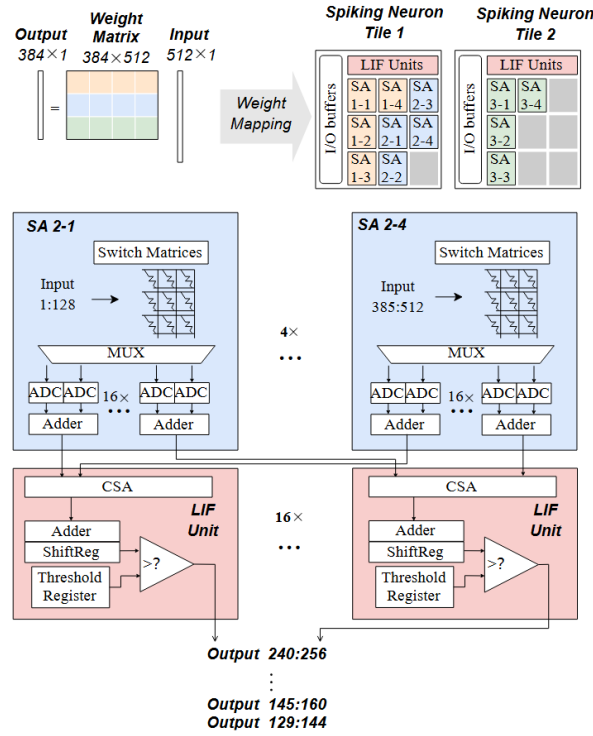 Output
384×1
Weight
Matrix
384×512
Input
512×1
=
Weight
Mapping
Spiking Neuron
Tile 1
I/O buffers
LIF Units
SA
1-1
SA
1-4
SA
2-3
SA
1-2
SA
2-1
SA
2-4
SA
1-3
SA
2-2
Spiking Neuron
Tile 2
I/O buffers
LIF Units
SA
3-1
SA
3-4
SA
3-2
SA
3-3
SA 2-1
Switch Matrices
Input
1:128
MUX
ADC ADC 16× ADC ADC
•••
Adder Adder
4×
•••
SA 2-4
Switch Matrices
Input
385:512
MUX
ADC ADC 16× ADC ADC
•••
Adder Adder
CSA
LIF
Unit
Adder
ShiftReg
Threshold
Register
>?
16×
•••
CSA
LIF
Unit
Adder
ShiftReg
Threshold
Register
>?
Output 240:256
⋮
Output 145:160
Output 129:144